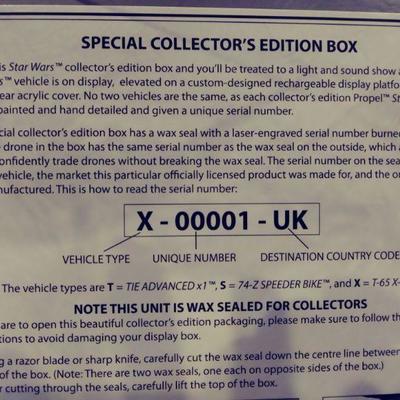 SPECIAL COLLECTOR'S EDITION BOX
is Star Wars™ collector's edition box and you'll be treated to a light and sound show a
s™ vehicle is on display, elevated on a custom-designed rechargeable display platfo
ear acrylic cover. No two vehicles are the same, as each collector's edition Propel™ St
painted and hand detailed and given a unique serial number.
cial collector's edition box has a wax seal with a laser-engraved serial number burned
e drone in the box has the same serial number as the wax seal on the outside, which a
confidently trade drones without breaking the wax seal. The serial number on the sea
vehicle, the market this particular officially licensed product was made for, and the or
nufactured. This is how to read the serial number:
X - 00001 - UK
VEHICLE TYPE UNIQUE NUMBER DESTINATION COUNTRY CODE
The vehicle types are T = TIE ADVANCED x1™, S = 74-Z SPEEDER BIKE™, and X = T-65 X-
NOTE THIS UNIT IS WAX SEALED FOR COLLECTORS
are to open this beautiful collector's edition packaging, please make sure to follow th
tions to avoid damaging your display box.
g a razor blade or sharp knife, carefully cut the wax seal down the centre line between
of the box. (Note: There are two wax seals, one each on opposite sides of the box.)
r cutting through the seals, carefully lift the top of the box.